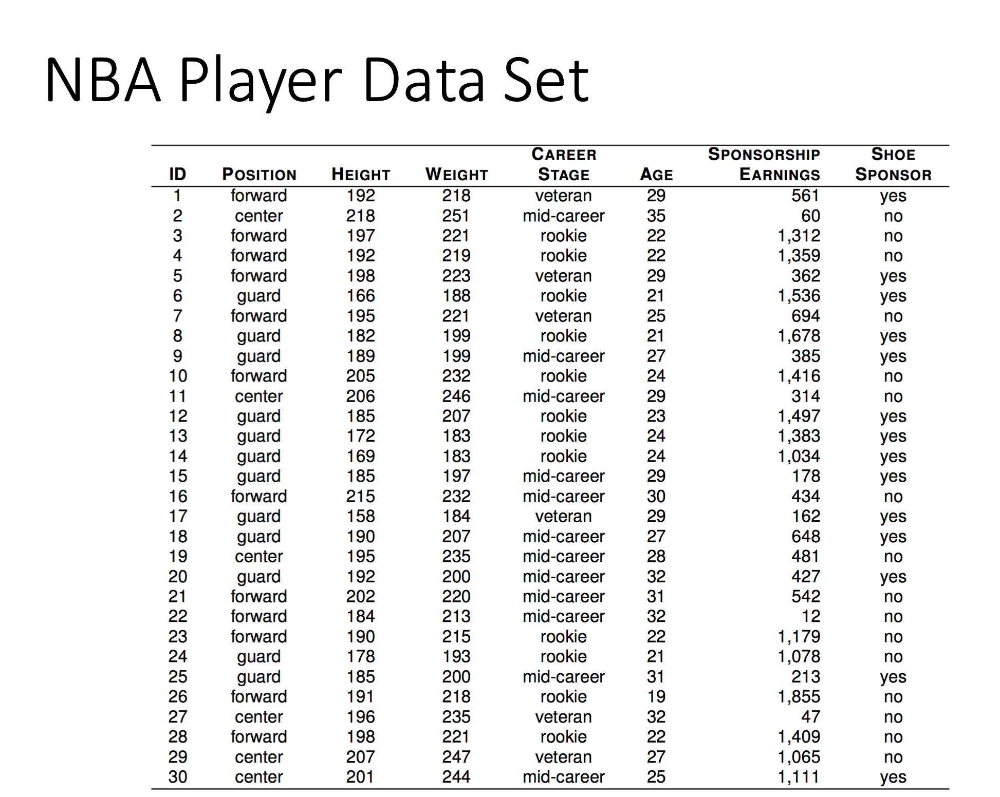 NBA Player Data Set
CAREER SPONSORSHIP SHOE
ID POSITION HEIGHT WEIGHT STAGE AGE EARNINGS SPONSOR
1 forward 192 218 veteran 29 561 yes
2 center 218 251 mid-career 35 60 no
3 forward 197 221 rookie 22 1,312 no
4 forward 192 219 rookie 22 1,359 no
5 forward 198 223 veteran 29 362 yes
6 guard 166 188 rookie 21 1,536 yes
7 forward 195 221 veteran 25 694 no
8 guard 182 199 rookie 21 1,678 yes
9 guard 189 199 mid-career 27 385 yes
10 forward 205 232 rookie 24 1,416 no
11 center 206 246 mid-career 29 314 no
12 guard 185 207 rookie 23 1,497 yes
13 guard 172 183 rookie 24 1,383 yes
14 guard 169 183 rookie 24 1,034 yes
15 guard 185 197 mid-career 29 178 yes
16 forward 215 232 mid-career 30 434 no
17 guard 158 184 veteran 29 162 yes
18 guard 190 207 mid-career 27 648 yes
19 center 195 235 mid-career 28 481 no
20 guard 192 200 mid-career 32 427 yes
21 forward 202 220 mid-career 31 542 no
22 forward 184 213 mid-career 32 12 no
23 forward 190 215 rookie 22 1,179 no
24 guard 178 193 rookie 21 1,078 no
25 guard 185 200 mid-career 31 213 yes
26 forward 191 218 rookie 19 1,855 no
27 center 196 235 veteran 32 47 no
28 forward 198 221 rookie 22 1,409 no
29 center 207 247 veteran 27 1,065 no
30 center 201 244 mid-career 25 1,111 yes